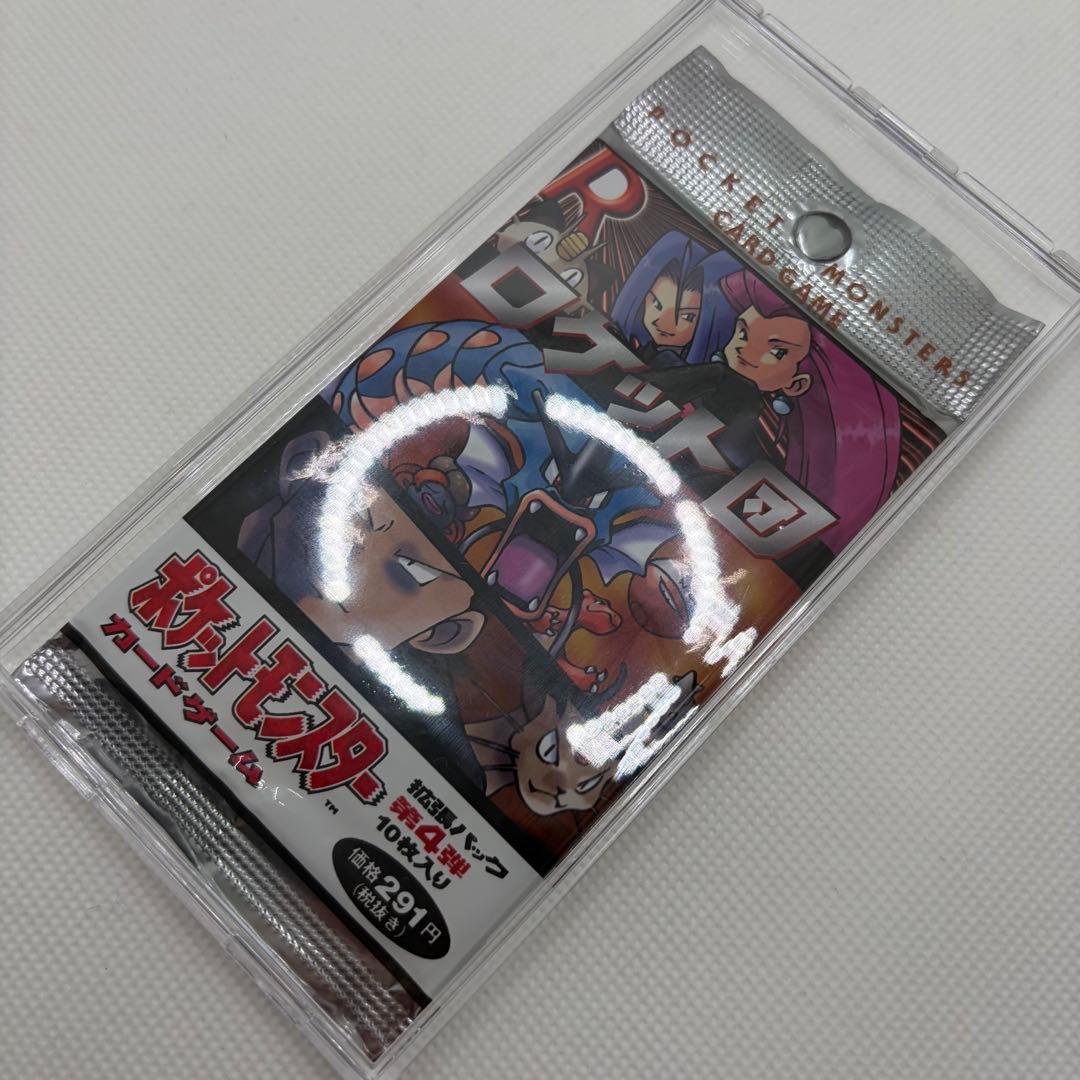 POCKET MONSTERS
CARD GAME
R
ロケット団
ポケットモンスター
カードゲーム
TM
拡張パック
第4弾
10枚入り
価格291円
(税抜き)